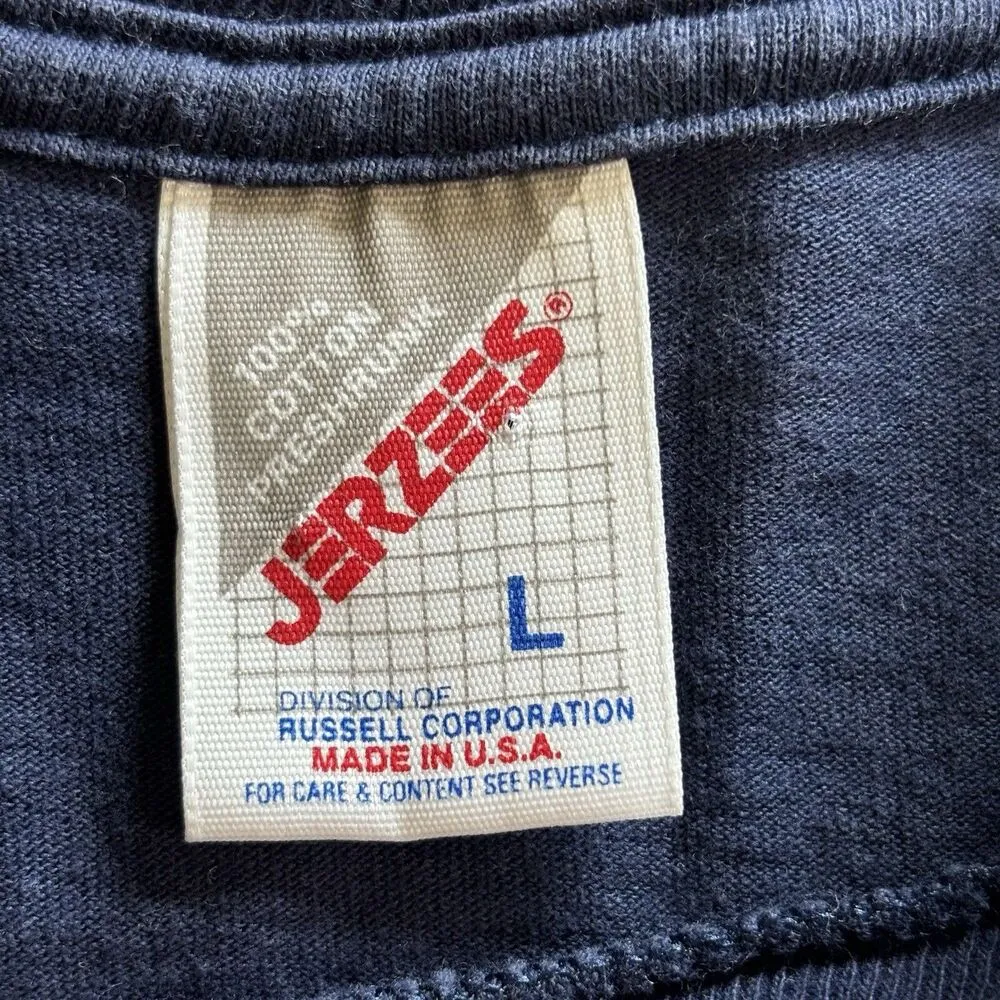 100%
COTTON
PRESHRUNK
JERZEES®
L
DIVISION OF
RUSSELL CORPORATION
MADE IN U.S.A.
FOR CARE & CONTENT SEE REVERSE